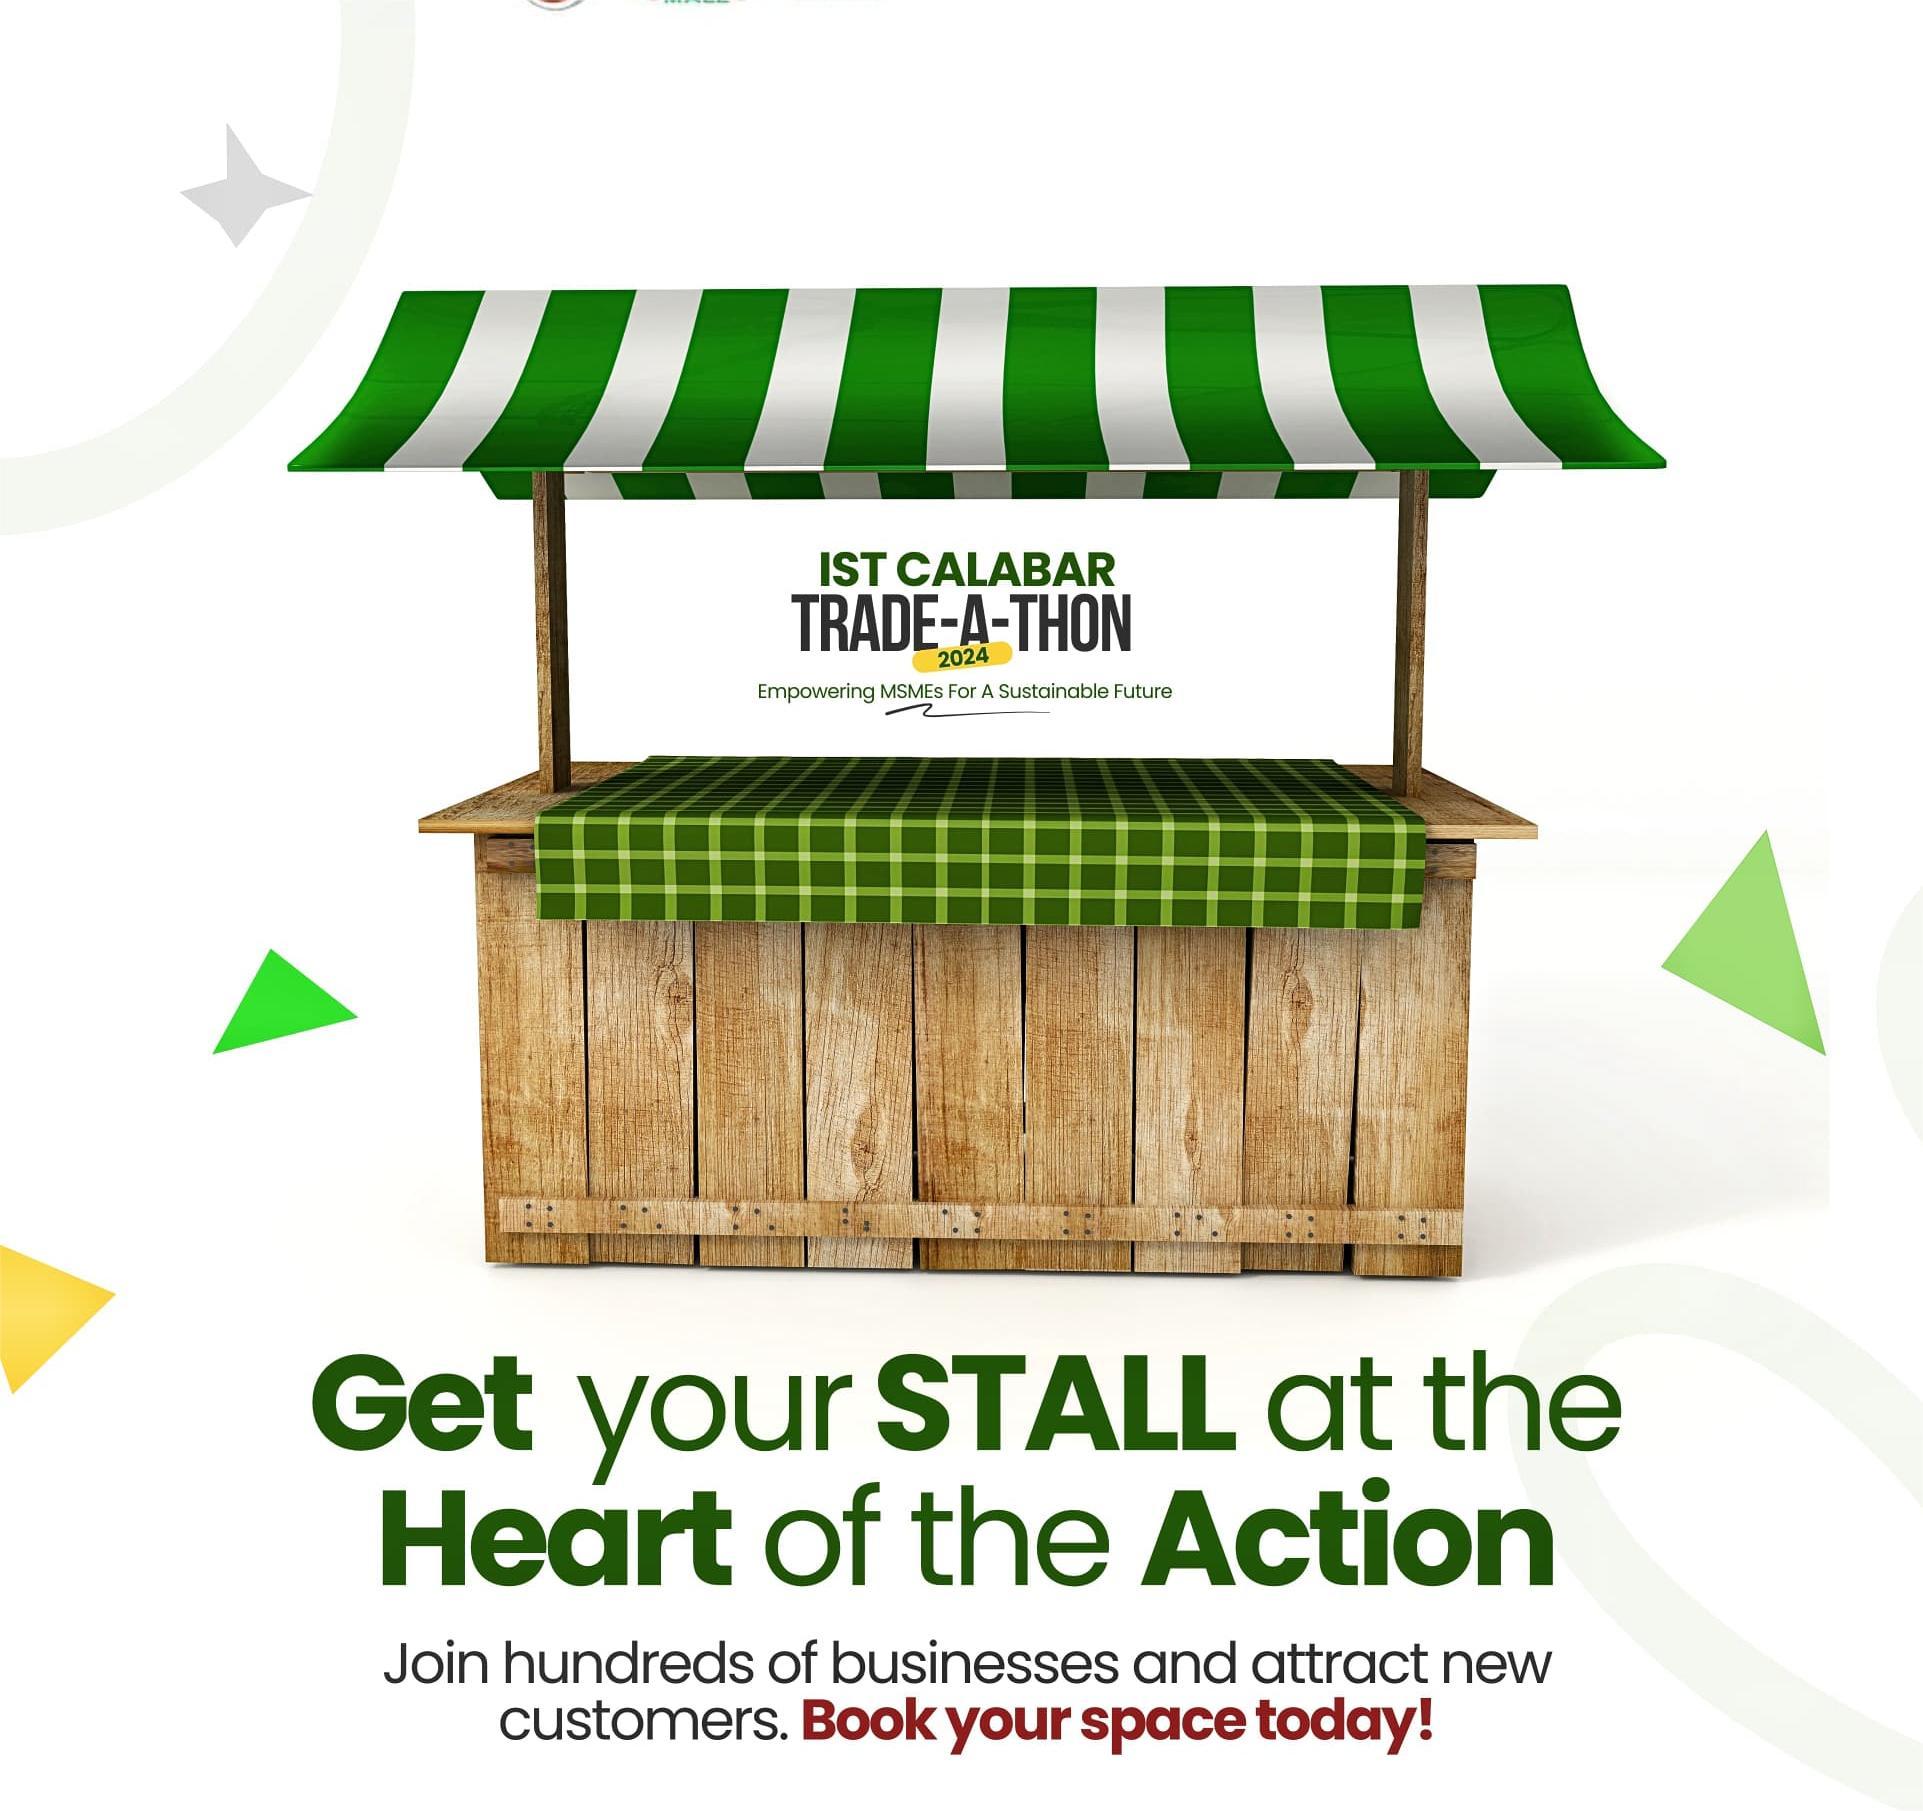 IST CALABAR
TRADE-A-THON
2024
Empowering MSMEs For A Sustainable Future
Get your STALL at the
Heart of the Action
Join hundreds of businesses and attract new
customers. Book your space today!